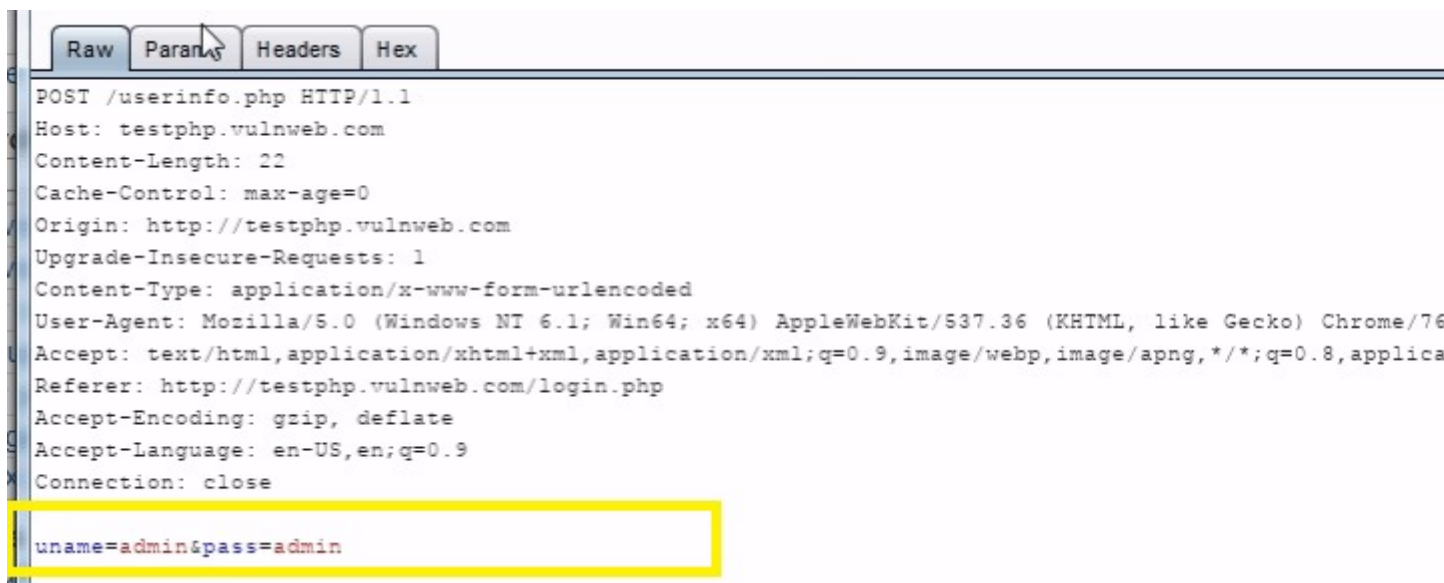 Raw Params Headers Hex
POST /userinfo.php HTTP/1.1
Host: testphp.vulnweb.com
Content-Length: 22
Cache-Control: max-age=0
Origin: http://testphp.vulnweb.com
Upgrade-Insecure-Requests: 1
Content-Type: application/x-www-form-urlencoded
User-Agent: Mozilla/5.0 (Windows NT 6.1; Win64; x64) AppleWebKit/537.36 (KHTML, like Gecko) Chrome/76
Accept: text/html,application/xhtml+xml,application/xml;q=0.9,image/webp,image/apng,*/*;q=0.8,applica
Referer: http://testphp.vulnweb.com/login.php
Accept-Encoding: gzip, deflate
Accept-Language: en-US,en;q=0.9
Connection: close
uname=admin&pass=admin